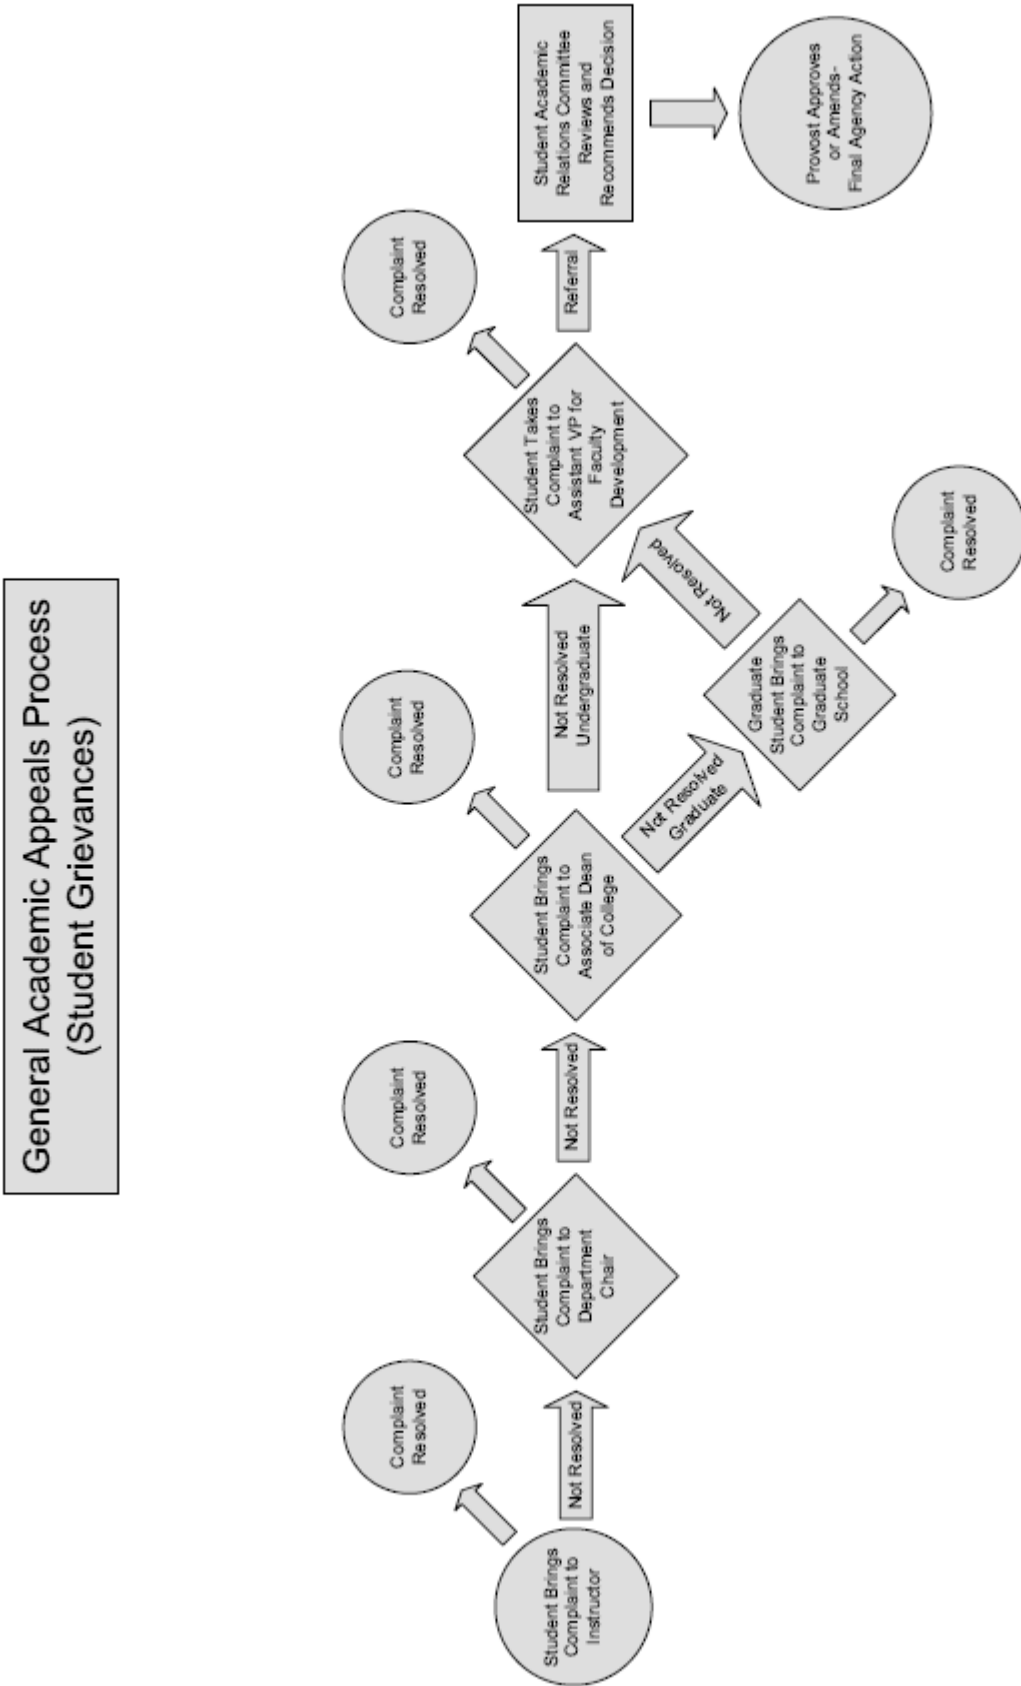 General Academic Appeals Process
(Student Grievances)
Student Brings
Complaint to
Instructor
Complaint
Resolved
Not Resolved
Student Brings
Complaint to
Department
Chair
Complaint
Resolved
Not Resolved
Student Brings
Complaint to
Associate Dean
of College
Complaint
Resolved
Not Resolved
Undergraduate
Not Resolved
Graduate
Graduate
Student Brings
Complaint to
Graduate
School
Complaint
Resolved
Not Resolved
Student Takes
Complaint to
Assistant VP for
Faculty
Development
Complaint
Resolved
Referral
Student Academic
Relations Committee
Reviews and
Recommends Decision
Provost Approves
or Amends-
Final Agency Action